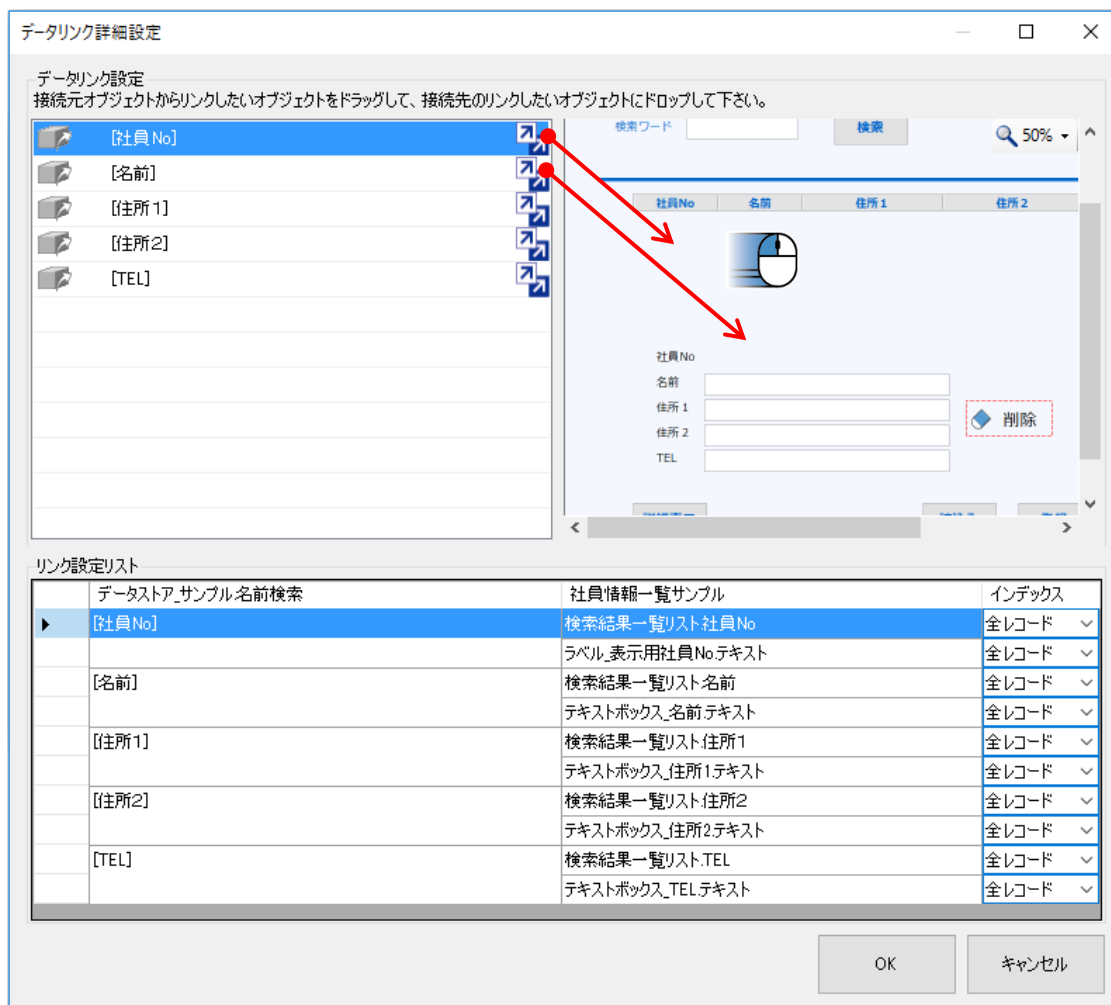 データリンク詳細設定
データリンク設定
接続元オブジェクトからリンクしたいオブジェクトをドラッグして、接続先のリンクしたいオブジェクトにドロップして下さい。
[社員No]
[名前]
[住所1]
[住所2]
[TEL]
検索ワード 検索 50%
社員No 名前 住所1 住所2
社員No
名前
住所1
住所2
TEL
削除
リンク設定リスト
データストア_サンプル.名前検索 社員情報一覧サンプル インデックス
[社員No] 検索結果一覧リスト.社員No 全レコード
ラベル_表示用社員No.テキスト 全レコード
[名前] 検索結果一覧リスト.名前 全レコード
テキストボックス_名前.テキスト 全レコード
[住所1] 検索結果一覧リスト.住所1 全レコード
テキストボックス_住所1.テキスト 全レコード
[住所2] 検索結果一覧リスト.住所2 全レコード
テキストボックス_住所2.テキスト 全レコード
[TEL] 検索結果一覧リスト.TEL 全レコード
テキストボックス_TEL.テキスト 全レコード
OK キャンセル